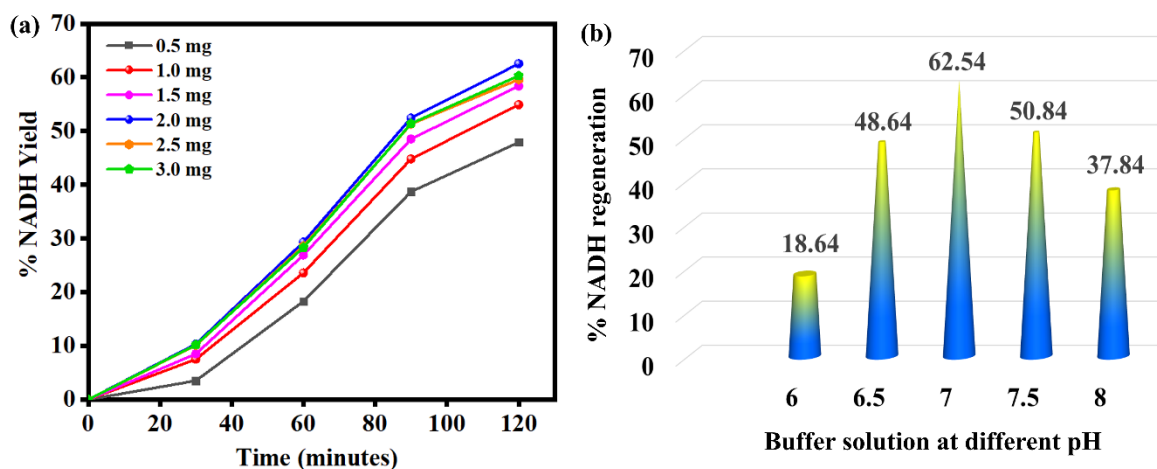 (a)
% NADH Yield
70
60
50
40
30
20
10
0
0.5 mg
1.0 mg
1.5 mg
2.0 mg
2.5 mg
3.0 mg
0 20 40 60 80 100 120
Time (minutes)
(b)
% NADH regeneration
70
60
50
40
30
20
10
0
18.64
48.64
62.54
50.84
37.84
6 6.5 7 7.5 8
Buffer solution at different pH